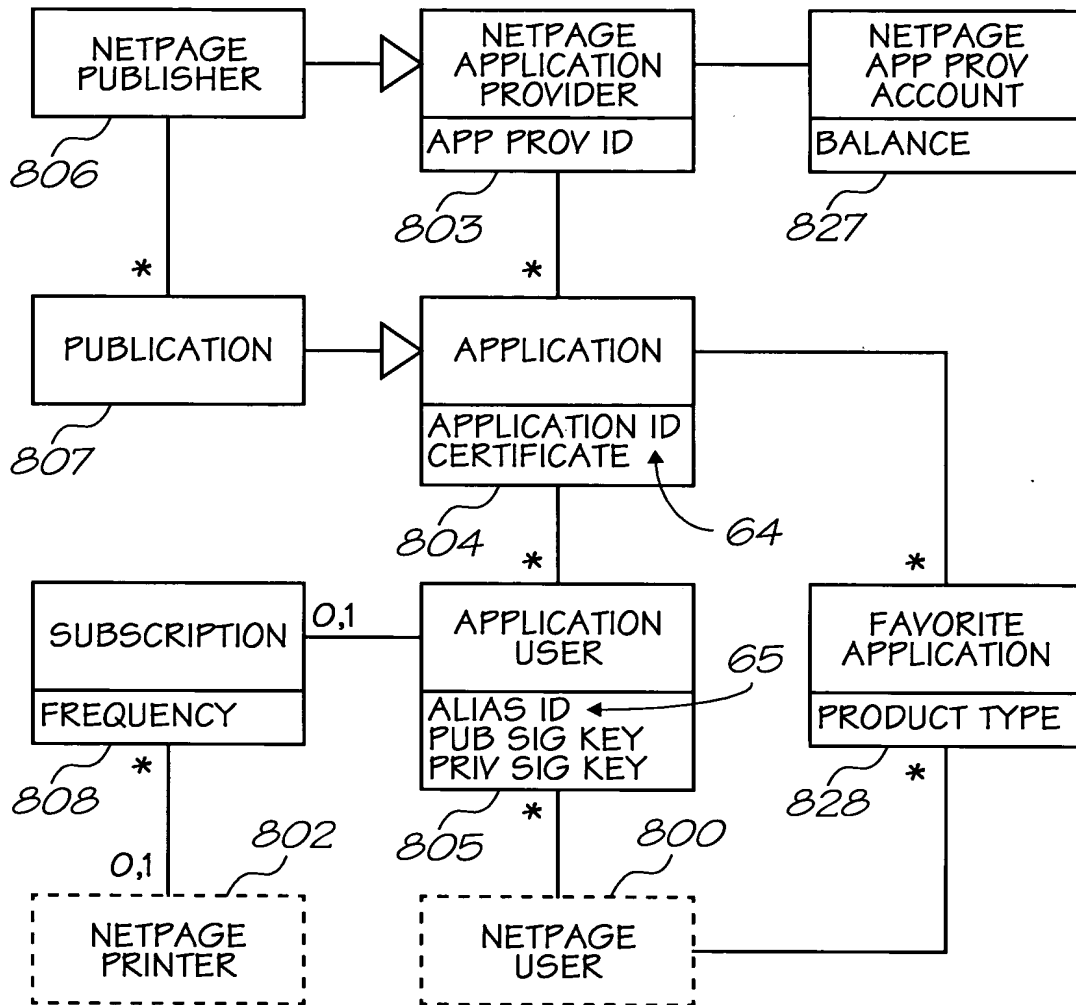 NETPAGE
PUBLISHER
806
NETPAGE
APPLICATION
PROVIDER
APP PROV ID
803
NETPAGE
APP PROV
ACCOUNT
BALANCE
827
*
*
PUBLICATION
807
APPLICATION
APPLICATION ID
CERTIFICATE
64
804
*
*
SUBSCRIPTION
FREQUENCY
0,1
808
*
APPLICATION
USER
65
ALIAS ID
PUB SIG KEY
PRIV SIG KEY
805
*
FAVORITE
APPLICATION
PRODUCT TYPE
828
*
802
0,1
NETPAGE
PRINTER
800
NETPAGE
USER